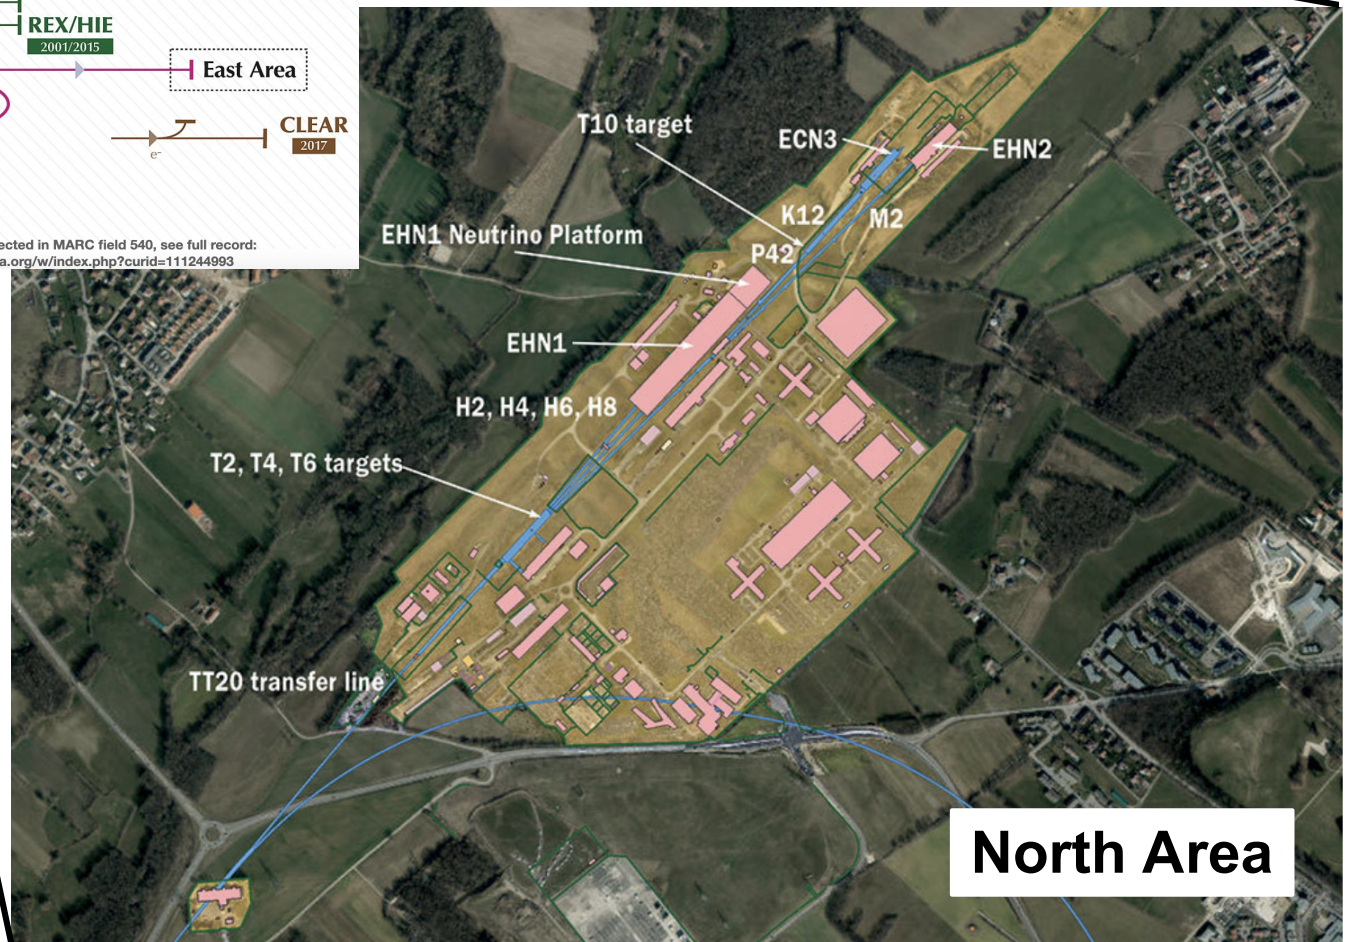 REX/HIE
2001/2015
East Area
CLEAR
2017
e⁻
ected in MARC field 540, see full record:
a.org/w/index.php?curid=111244993
T10 target
ECN3
EHN2
K12
M2
EHN1 Neutrino Platform
P42
EHN1
H2, H4, H6, H8
T2, T4, T6 targets
TT20 transfer line
North Area